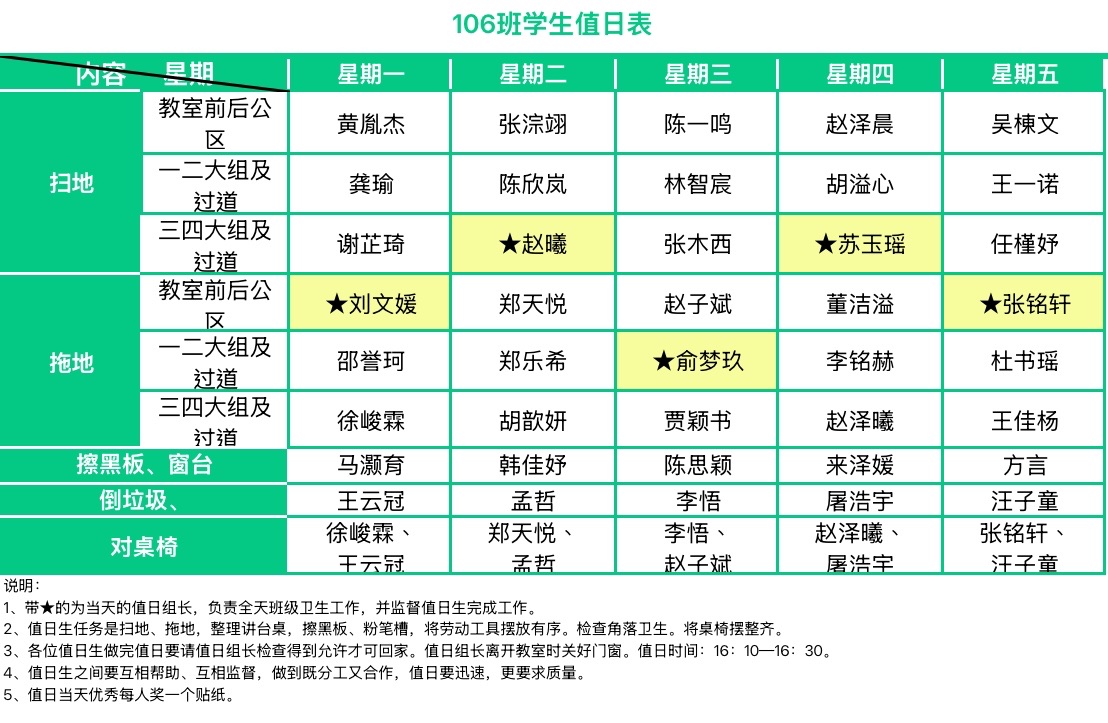 106班学生值日表
内容 星期 星期一 星期二 星期三 星期四 星期五
扫地
教室前后公
区
黄胤杰 张淙翊 陈一鸣 赵泽晨 吴楝文
一二大组及
过道
龚瑜 陈欣岚 林智宸 胡溢心 王一诺
三四大组及
过道
谢芷琦 ★赵曦 张木西 ★苏玉瑶 任槿妤
拖地
教室前后公
区
★刘文媛 郑天悦 赵子斌 董洁溢 ★张铭轩
一二大组及
过道
邵誉珂 郑乐希 ★俞梦玖 李铭赫 杜书瑶
三四大组及
过道
徐峻霖 胡歆妍 贾颖书 赵泽曦 王佳杨
擦黑板、窗台 马灏育 韩佳妤 陈思颖 来泽媛 方言
倒垃圾、 王云冠 孟哲 李悟 屠浩宇 汪子童
对桌椅
徐峻霖、 郑天悦、 李悟、 赵泽曦、 张铭轩、
王云冠 孟哲 赵子斌 屠浩宇 汪子童
说明：
1、带★的为当天的值日组长，负责全天班级卫生工作，并监督值日生完成工作。
2、值日生任务是扫地、拖地，整理讲台桌，擦黑板、粉笔槽，将劳动工具摆放有序。检查角落卫生。将桌椅摆整齐。
3、各位值日生做完值日要请值日组长检查得到允许才可回家。值日组长离开教室时关好门窗。值日时间：16：10—16：30。
4、值日生之间要互相帮助、互相监督，做到既分工又合作，值日要迅速，更要求质量。
5、值日当天优秀每人奖一个贴纸。